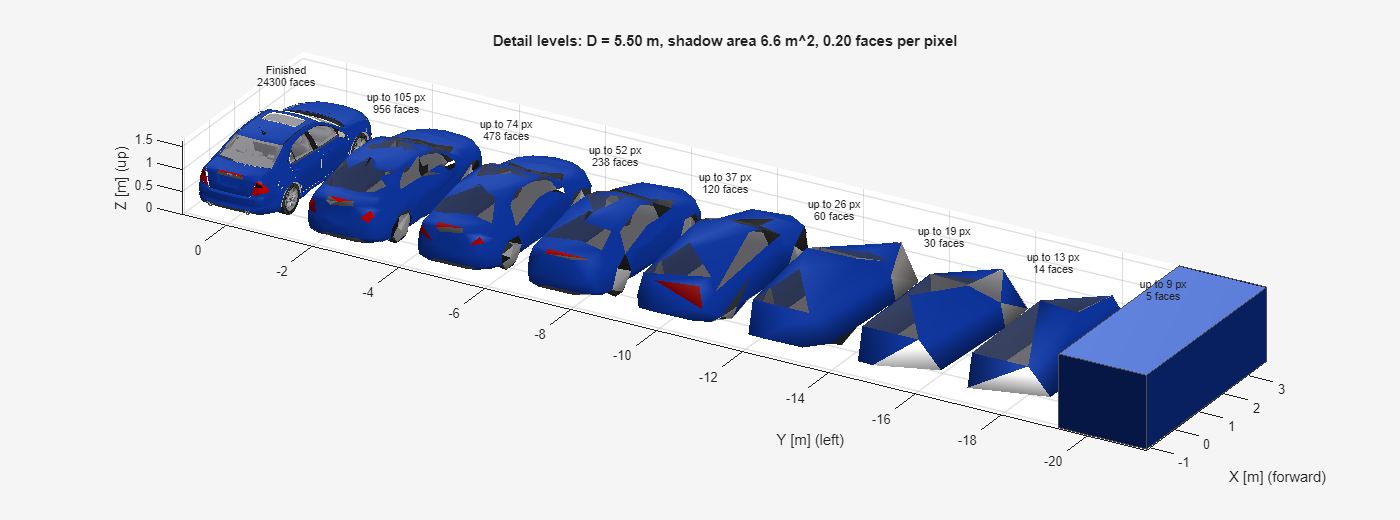 Detail levels: D = 5.50 m, shadow area 6.6 m^2, 0.20 faces per pixel
Finished
24300 faces
up to 105 px
956 faces
up to 74 px
478 faces
up to 52 px
238 faces
up to 37 px
120 faces
up to 26 px
60 faces
up to 19 px
30 faces
up to 13 px
14 faces
up to 9 px
5 faces
Z [m] (up)
1.5
1
0.5
0
0
-2
-4
-6
-8
-10
-12
-14
-16
-18
-20
Y [m] (left)
3
2
1
0
-1
X [m] (forward)